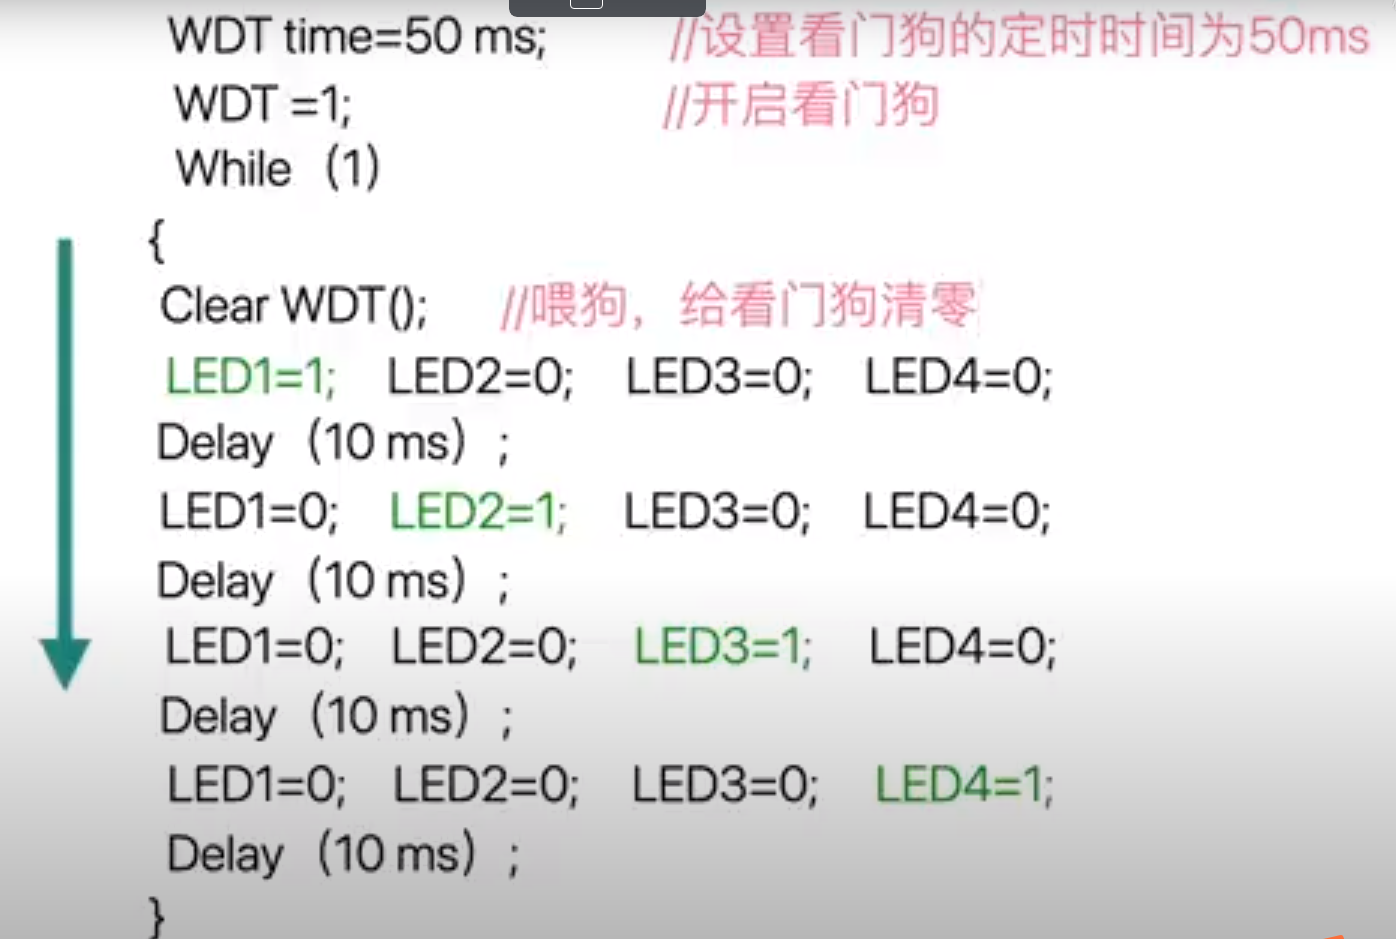 WDT time=50 ms; //设置看门狗的定时时间为50ms
WDT =1; //开启看门狗
While（1）
{
Clear WDT(); //喂狗，给看门狗清零
LED1=1; LED2=0; LED3=0; LED4=0;
Delay（10 ms）;
LED1=0; LED2=1; LED3=0; LED4=0;
Delay（10 ms）;
LED1=0; LED2=0; LED3=1; LED4=0;
Delay（10 ms）;
LED1=0; LED2=0; LED3=0; LED4=1;
Delay（10 ms）;
}